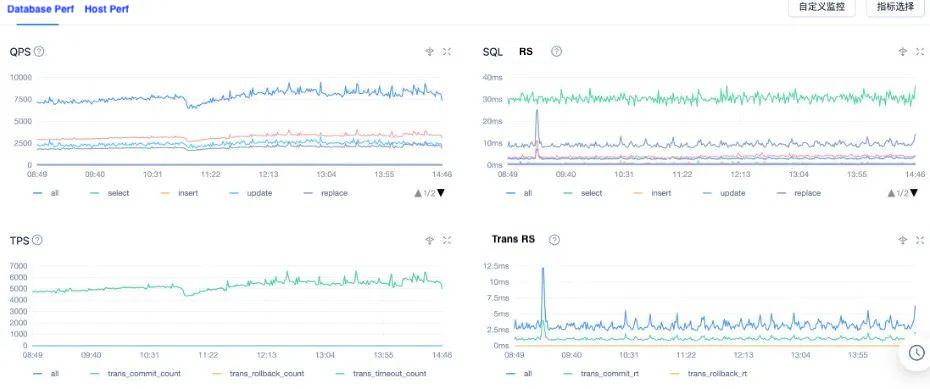 Database Perf Host Perf 自定义监控 指标选择
QPS ?
10000
7500
5000
2500
0
08:49 09:40 10:31 11:22 12:13 13:04 13:55 14:46
all select insert update replace 1/2
SQL RS ?
40ms
30ms
20ms
10ms
0ms
08:49 09:40 10:31 11:22 12:13 13:04 13:55 14:46
all select insert update replace 1/2
TPS ?
7000
6000
5000
4000
3000
2000
1000
0
08:49 09:40 10:31 11:22 12:13 13:04 13:55 14:46
all trans_commit_count trans_rollback_count trans_timeout_count
Trans RS ?
12.5ms
10ms
7.5ms
5ms
2.5ms
0ms
08:49 09:40 10:31 11:22 12:13 13:04 13:55
all trans_commit_rt trans_rollback_rt